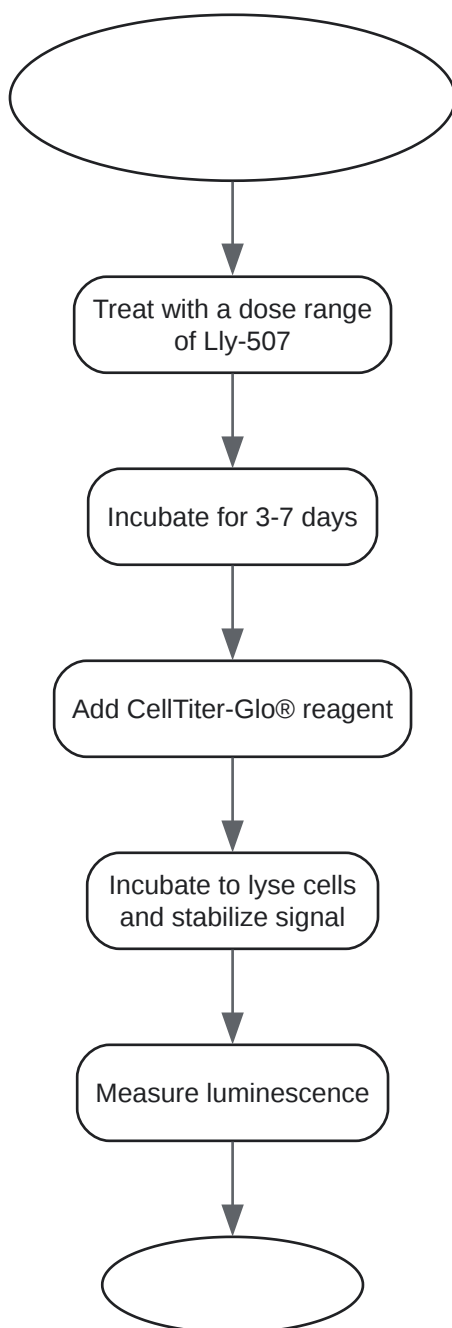 Treat with a dose range
of Lly-507
Incubate for 3-7 days
Add CellTiter-Glo® reagent
Incubate to lyse cells
and stabilize signal
Measure luminescence